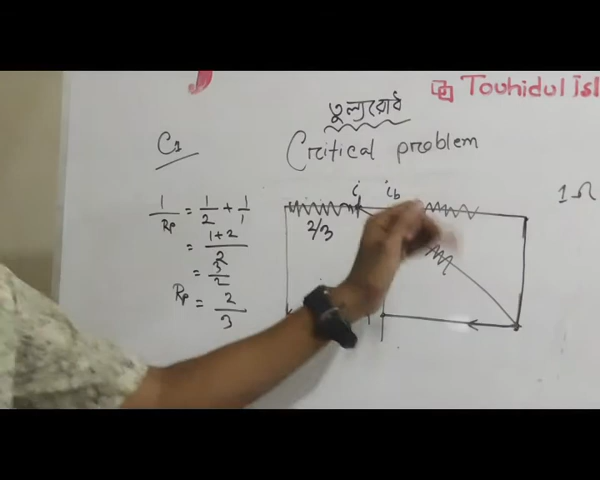 Touhidul Isl
তুল্যরোধ
Critical problem
C1
1/Rp = 1/2 + 1/1
= 1+2/2
= 3/2
Rp = 2/3
i ib
2/3
1Ω